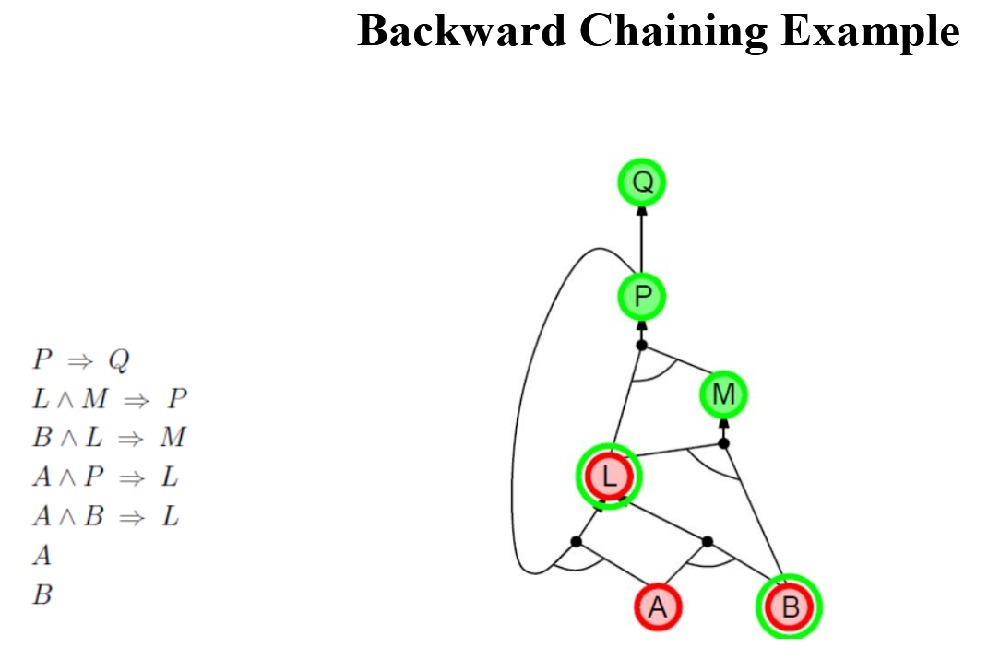 Backward Chaining Example
P ⇒ Q
L ∧ M ⇒ P
B ∧ L ⇒ M
A ∧ P ⇒ L
A ∧ B ⇒ L
A
B
Q
P
M
L
A
B